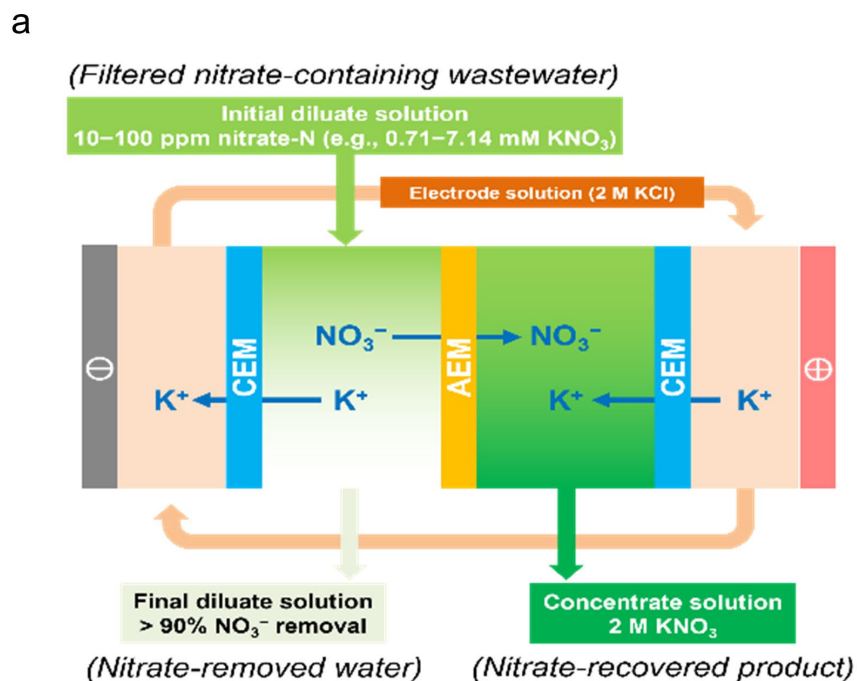 a
(Filtered nitrate-containing wastewater)
Initial diluate solution
10–100 ppm nitrate-N (e.g., 0.71–7.14 mM KNO₃)
Electrode solution (2 M KCl)
⊖
CEM
NO₃⁻
K⁺
K⁺
AEM
NO₃⁻
K⁺
CEM
K⁺
⊕
Final diluate solution
> 90% NO₃⁻ removal
(Nitrate-removed water)
Concentrate solution
2 M KNO₃
(Nitrate-recovered product)